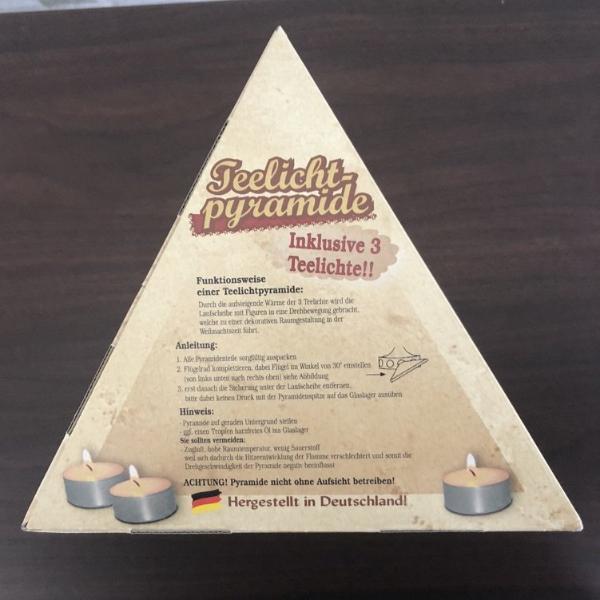 Teelicht-
pyramide
Inklusive 3
Teelichte!!
Funktionsweise
einer Teelichtpyramide:
Durch die aufsteigende Wärme der 3 Teelichte wird die
Laufscheibe mit Figuren in eine Drehbewegung gebracht,
welche zu einer dekorativen Raumgestaltung in der
Weihnachtszeit führt.
Anleitung:
1. Alle Pyramidenteile sorgfältig auspacken
2. Flügelrad komplettieren, dabei Flügel im Winkel von 30° einstellen
(von links unten nach rechts oben) siehe Abbildung
3. erst danach die Sicherung unter der Laufscheibe entfernen,
bitte dabei keinen Druck mit der Pyramidenspitze auf das Glaslager ausüben
Hinweis:
- Pyramide auf geraden Untergrund stellen
- ggf. einen Tropfen harzfreies Öl ins Glaslager
Sie sollten vermeiden:
- Zugluft, hohe Raumtemperatur, wenig Sauerstoff
weil sich dadurch die Hitzeentwicklung der Flamme verschlechtert und somit die
Drehgeschwindigkeit der Pyramide negativ beeinflusst
ACHTUNG! Pyramide nicht ohne Aufsicht betreiben!
Hergestellt in Deutschland!